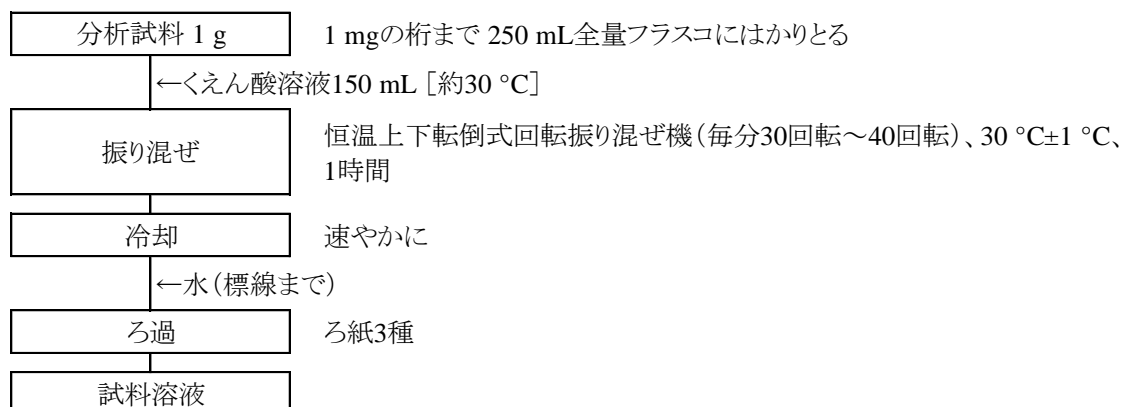 分析試料 1 g
1 mgの桁まで 250 mL全量フラスコにはかりとる
←くえん酸溶液150 mL [約30 °C]
振り混ぜ
恒温上下転倒式回転振り混ぜ機(毎分30回転～40回転)、30 °C±1 °C、
1時間
冷却
速やかに
←水(標線まで)
ろ過
ろ紙3種
試料溶液